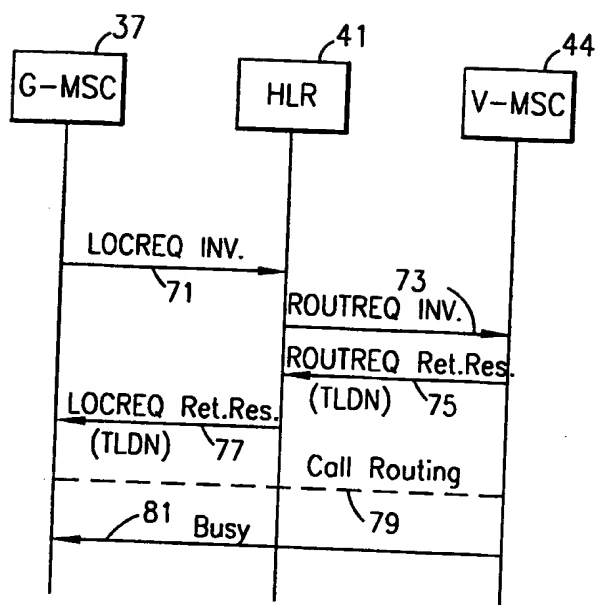 37
41
44
G-MSC
HLR
V-MSC
LOCREQ INV.
71
73
ROUTREQ INV.
ROUTREQ Ret.Res.
(TLDN)
75
LOCREQ Ret.Res.
(TLDN)
77
Call Routing
79
81
Busy